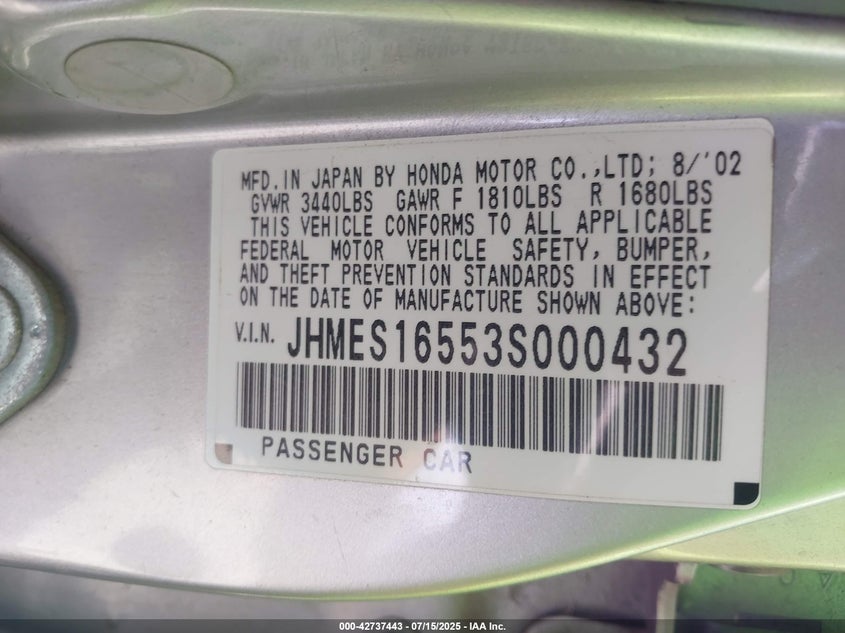 MFD.IN JAPAN BY HONDA MOTOR CO.,LTD; 8/'02
GVWR 3440LBS GAWR F 1810LBS R 1680LBS
THIS VEHICLE CONFORMS TO ALL APPLICABLE
FEDERAL MOTOR VEHICLE SAFETY, BUMPER,
AND THEFT PREVENTION STANDARDS IN EFFECT
ON THE DATE OF MANUFACTURE SHOWN ABOVE:
V.I.N. JHMES16553S000432
PASSENGER CAR
000-42737443 - 07/15/2025 - IAA Inc.